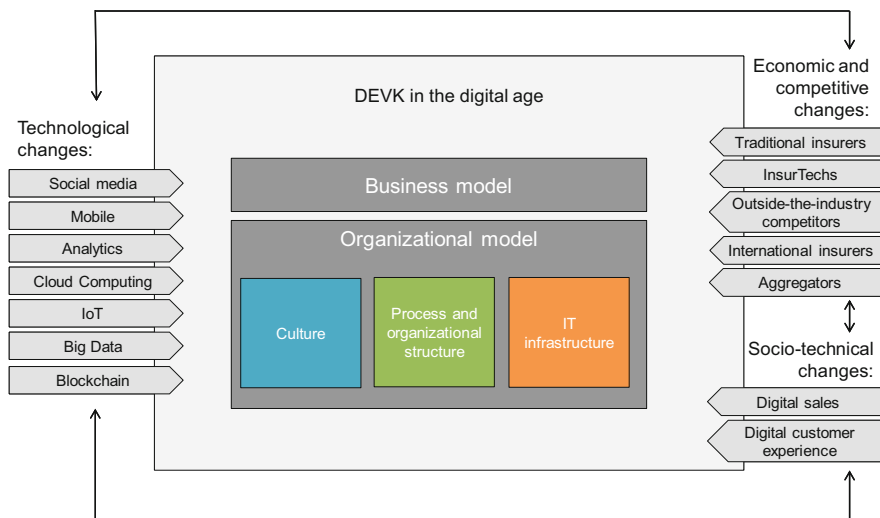 DEVK in the digital age
Technological
changes:
Social media
Mobile
Analytics
Cloud Computing
IoT
Big Data
Blockchain
Business model
Organizational model
Culture
Process and
organizational
structure
IT
infrastructure
Economic and
competitive
changes:
Traditional insurers
InsurTechs
Outside-the-industry
competitors
International insurers
Aggregators
Socio-technical
changes:
Digital sales
Digital customer
experience